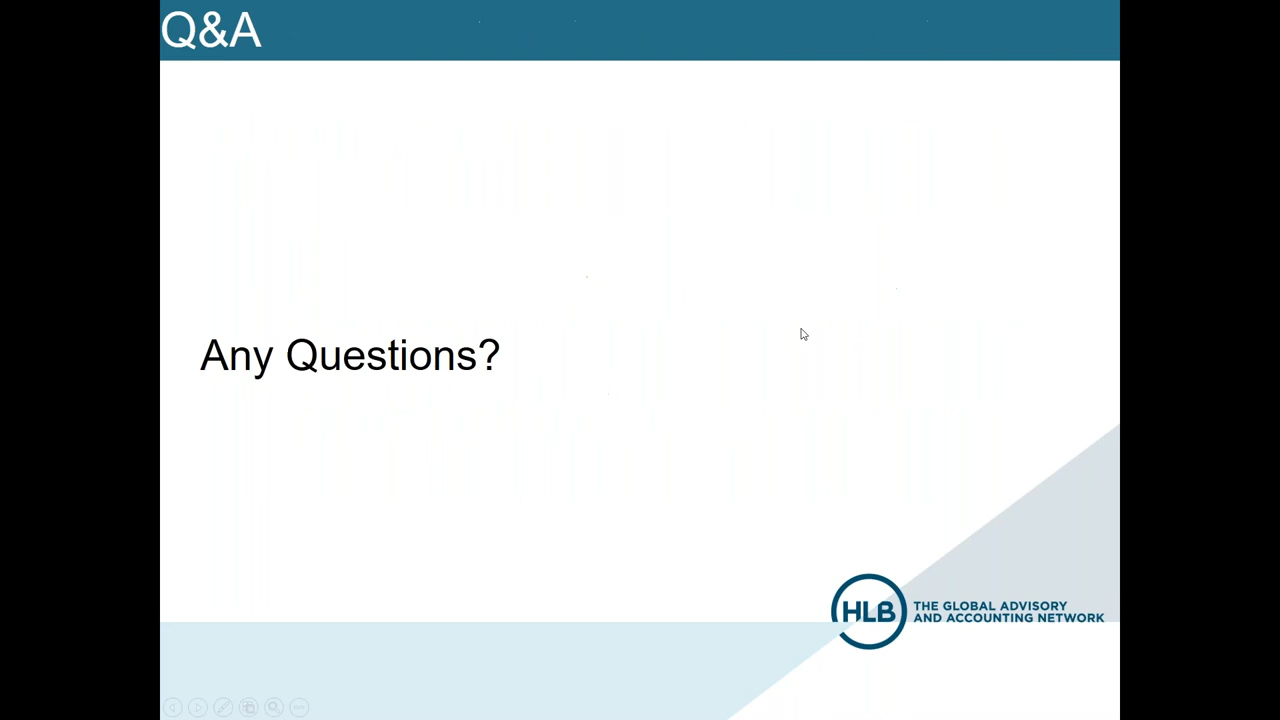 Q&A
Any Questions?
HLB
THE GLOBAL ADVISORY
AND ACCOUNTING NETWORK